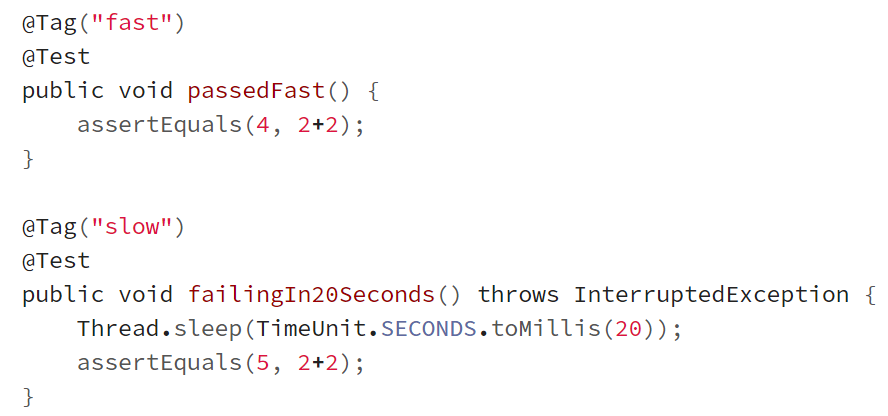 @Tag("fast")
@Test
public void passedFast() {
    assertEquals(4, 2+2);
}

@Tag("slow")
@Test
public void failingIn20Seconds() throws InterruptedException {
    Thread.sleep(TimeUnit.SECONDS.toMillis(20));
    assertEquals(5, 2+2);
}